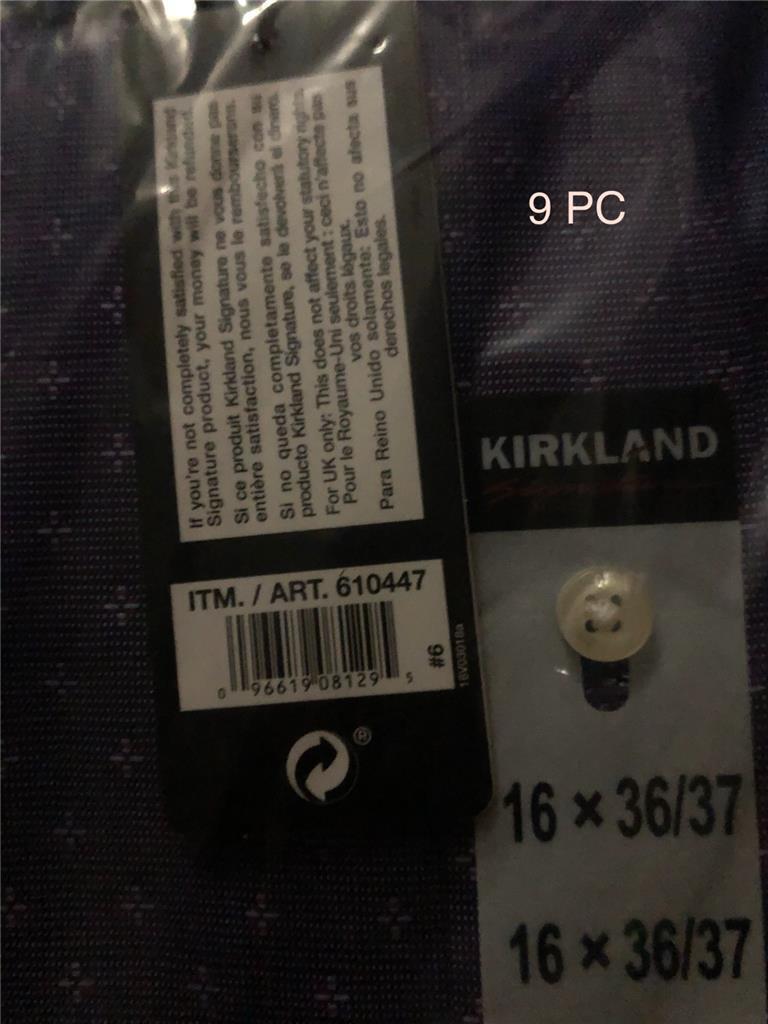 If you're not completely satisfied with this Kirkland
Signature product, your money will be refunded.
Si ce produit Kirkland Signature ne vous donne pas
entière satisfaction, nous vous le rembourserons.
Si no queda completamente satisfecho con su
producto Kirkland Signature, se le devolverá el dinero.
For UK only: This does not affect your statutory rights.
Pour le Royaume-Uni seulement : ceci n'affecte pas
vos droits légaux.
Para Reino Unido solamente: Esto no afecta sus
derechos legales.
9 PC
KIRKLAND
ITM. / ART. 610447
0 96619 08129 5
#6
18V03018a
®
16 × 36/37
16 × 36/37